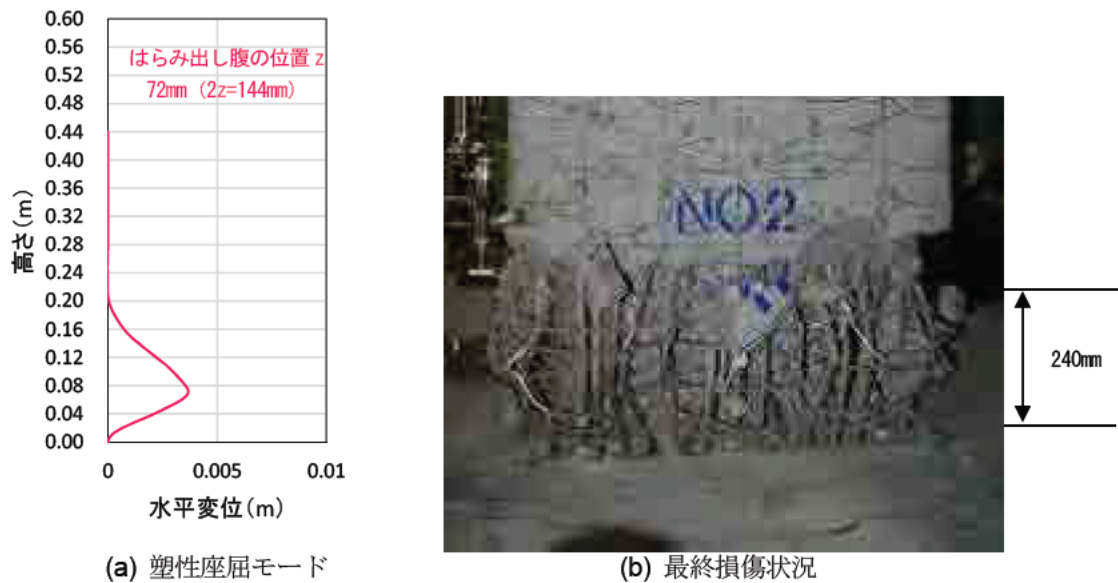 0.60
0.56
0.52
0.48
0.44
0.40
0.36
0.32
0.28
0.24
0.20
0.16
0.12
0.08
0.04
0.00
高さ(m)
はらみ出し腹の位置 z
72mm (2z=144mm)
0 0.005 0.01
水平変位(m)
(a) 塑性座屈モード
NO2
240mm
(b) 最終損傷状況